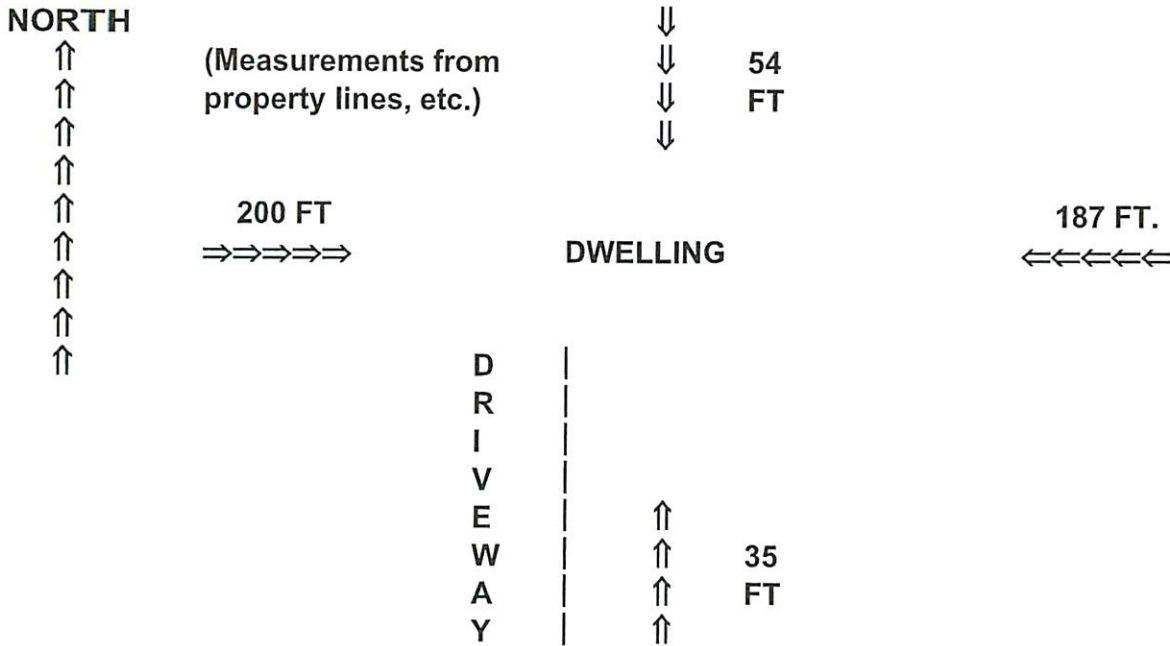 NORTH
(Measurements from
property lines, etc.)
54
FT
200 FT
187 FT.
⇒⇒⇒⇒⇒
DWELLING
⇐⇐⇐⇐⇐
D
R
I
V
E
W
A
Y
35
FT